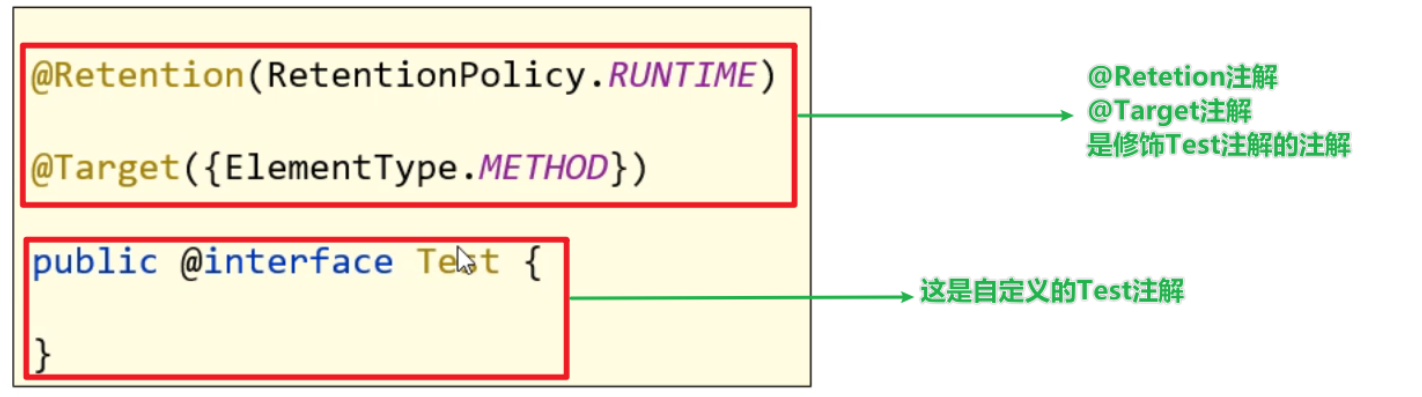 @Retention(RetentionPolicy.RUNTIME)
@Target({ElementType.METHOD})
public @interface Test {
}
@Retetion注解
@Target注解
是修饰Test注解的注解
这是自定义的Test注解